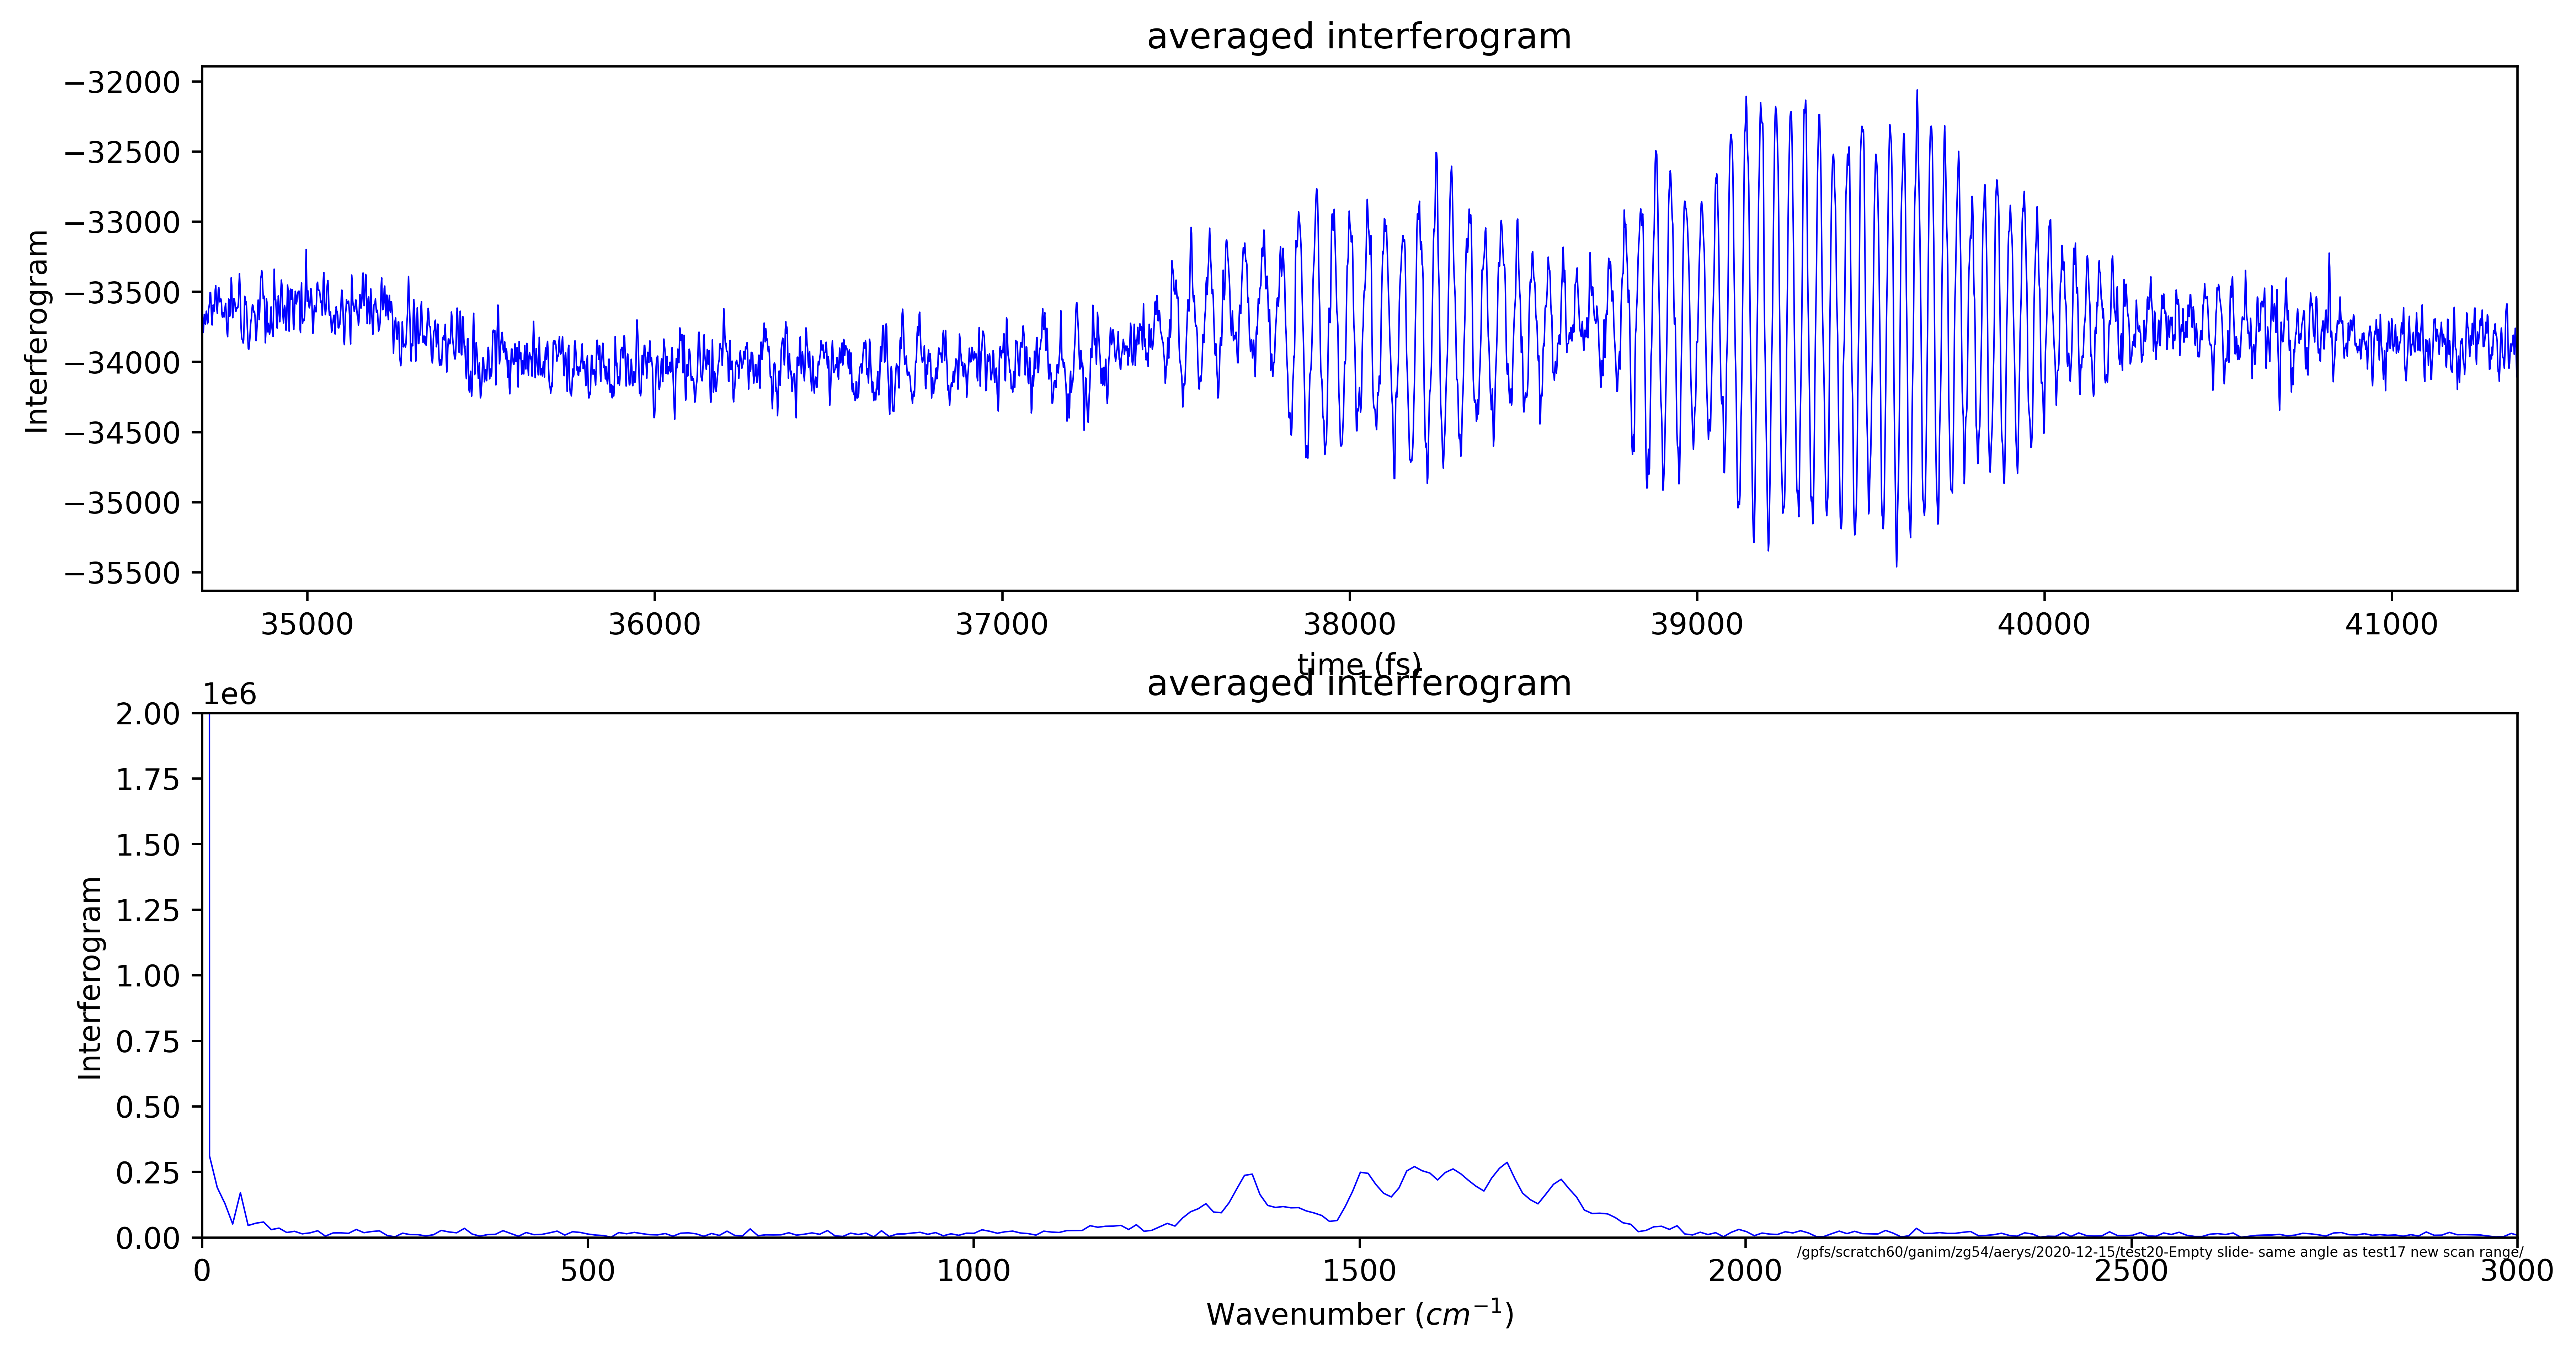 averaged interferogram
Interferogram
−32000
−32500
−33000
−33500
−34000
−34500
−35000
−35500
35000 36000 37000 38000 39000 40000 41000
time (fs)
averaged interferogram
1e6
Interferogram
2.00
1.75
1.50
1.25
1.00
0.75
0.50
0.25
0.00
/gpfs/scratch60/ganim/zg54/aerys/2020-12-15/test20-Empty slide- same angle as test17 new scan range/
0 500 1000 1500 2000 2500 3000
Wavenumber (cm⁻¹)